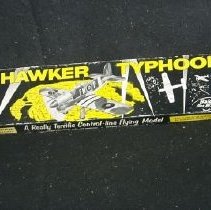 HAWKER TYPHOON
A Really Terrific Control-line Flying Model